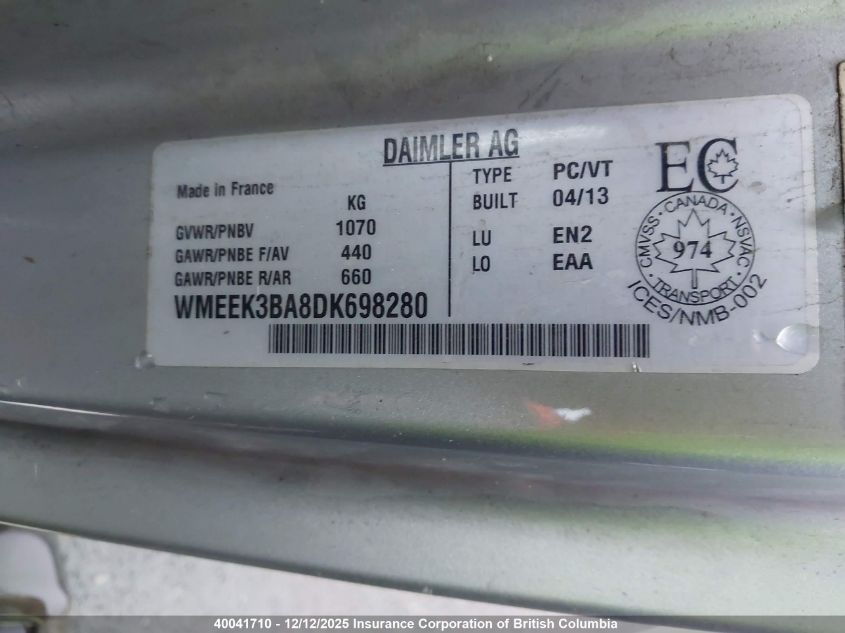 DAIMLER AG
Made in France
KG
GVWR/PNBV 1070
GAWR/PNBE F/AV 440
GAWR/PNBE R/AR 660
WMEEK3BA8DK698280
TYPE PC/VT
BUILT 04/13
LU EN2
LO EAA
EC
CMVSS · CANADA · NSVAC · TRANSPORT ·
974
ICES/NMB-002
40041710 - 12/12/2025 Insurance Corporation of British Columbia